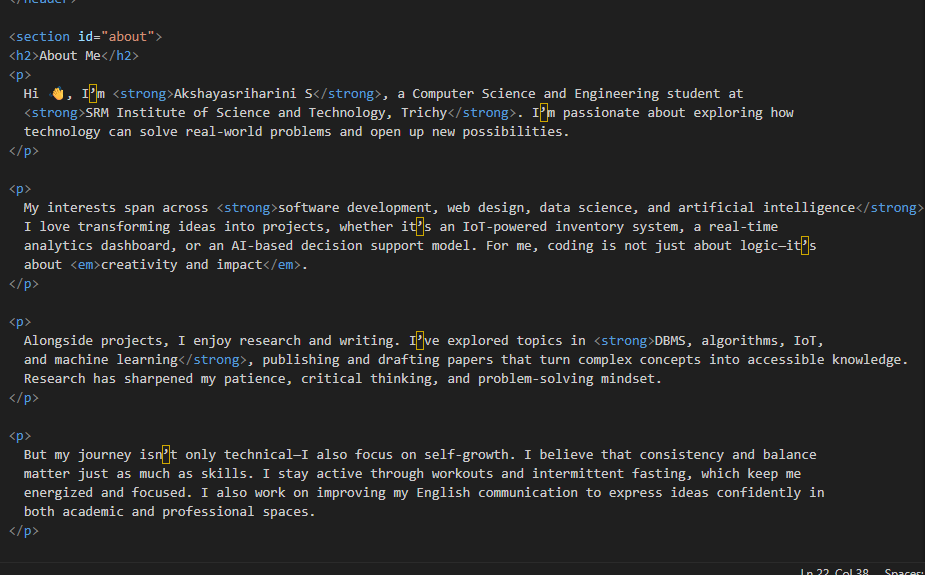 </header>
<section id="about">
<h2>About Me</h2>
<p>
Hi 👋, I’m <strong>Akshayasriharini S</strong>, a Computer Science and Engineering student at
<strong>SRM Institute of Science and Technology, Trichy</strong>. I’m passionate about exploring how
technology can solve real-world problems and open up new possibilities.
</p>
<p>
My interests span across <strong>software development, web design, data science, and artificial intelligence</strong>
I love transforming ideas into projects, whether it’s an IoT-powered inventory system, a real-time
analytics dashboard, or an AI-based decision support model. For me, coding is not just about logic—it’s
about <em>creativity and impact</em>.
</p>
<p>
Alongside projects, I enjoy research and writing. I’ve explored topics in <strong>DBMS, algorithms, IoT,
and machine learning</strong>, publishing and drafting papers that turn complex concepts into accessible knowledge.
Research has sharpened my patience, critical thinking, and problem-solving mindset.
</p>
<p>
But my journey isn’t only technical—I also focus on self-growth. I believe that consistency and balance
matter just as much as skills. I stay active through workouts and intermittent fasting, which keep me
energized and focused. I also work on improving my English communication to express ideas confidently in
both academic and professional spaces.
</p>
Ln 22, Col 38 Spaces: